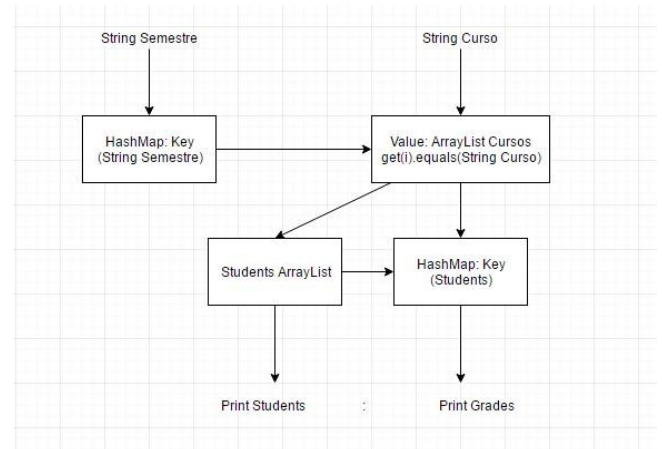 String Semestre
String Curso
HashMap: Key
(String Semestre)
Value: ArrayList Cursos
get(i).equals(String Curso)
Students ArrayList
HashMap: Key
(Students)
Print Students : Print Grades